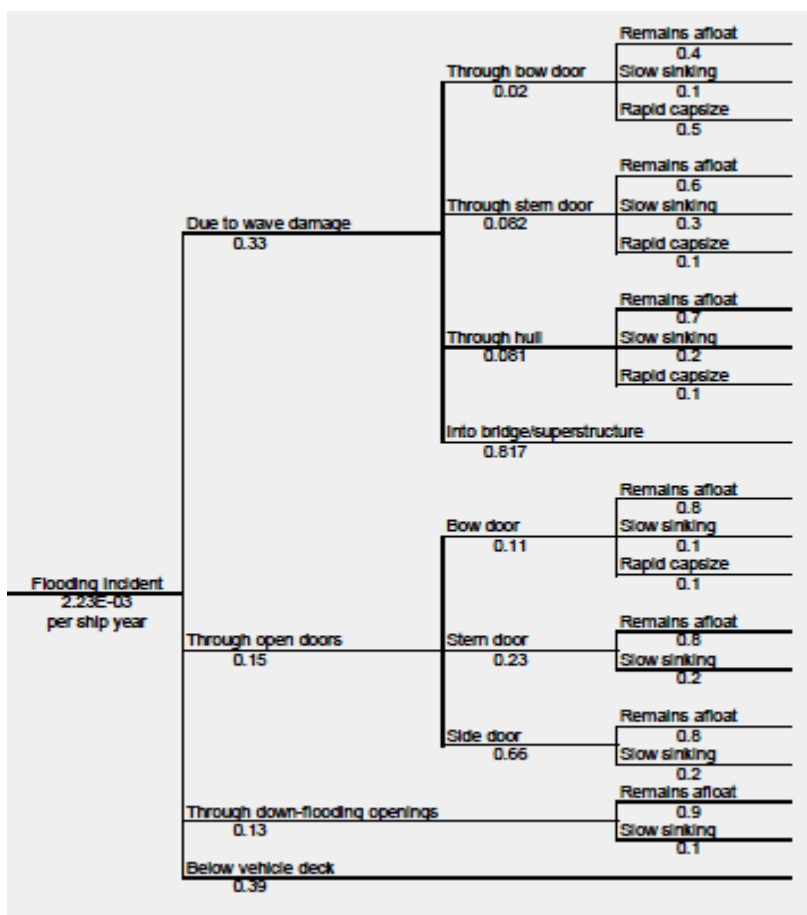 Remains afloat
0.4
Through bow door
Slow sinking
0.02
0.1
Rapid capsize
0.5
Remains afloat
0.6
Due to wave damage
Through stern door
Slow sinking
0.33
0.082
0.3
Rapid capsize
0.1
Remains afloat
0.7
Through hull
Slow sinking
0.081
0.2
Rapid capsize
0.1
Into bridge/superstructure
0.817
Remains afloat
0.8
Bow door
Slow sinking
0.11
0.1
Rapid capsize
0.1
Flooding incident
2.23E-03
per ship year
Remains afloat
0.8
Through open doors
Stern door
Slow sinking
0.15
0.23
0.2
Remains afloat
0.8
Side door
Slow sinking
0.66
0.2
Remains afloat
0.9
Through down-flooding openings
Slow sinking
0.13
0.1
Below vehicle deck
0.39